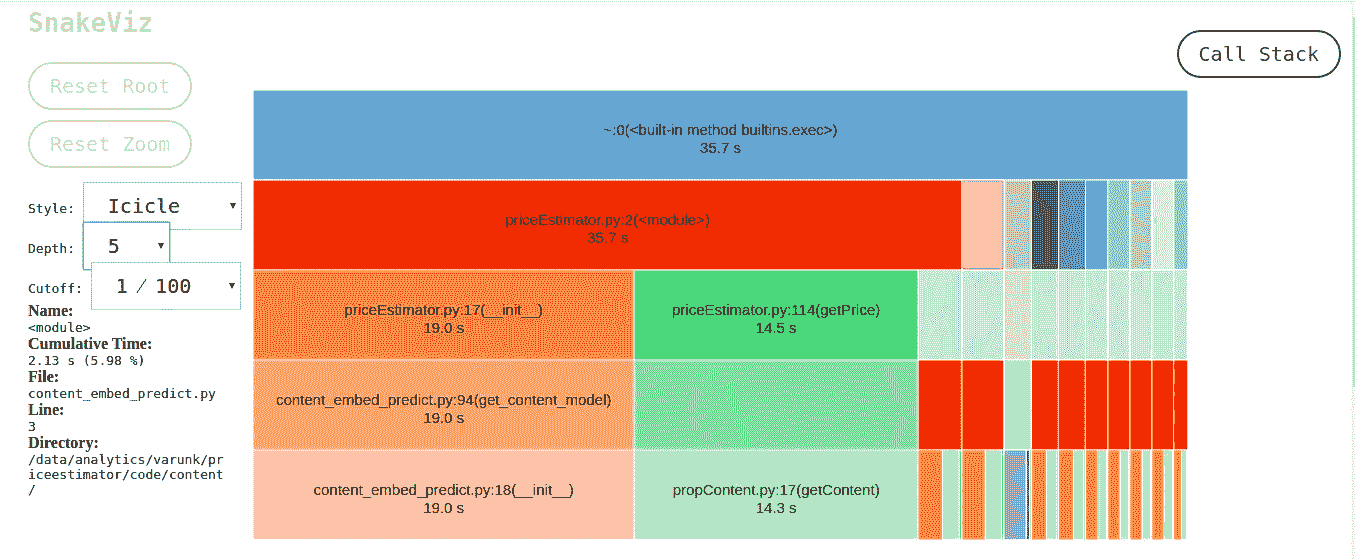 SnakeViz
Call Stack
Reset Root
Reset Zoom
Style: Icicle
Depth: 5
Cutoff: 1 / 100
Name:
<module>
Cumulative Time:
2.13 s (5.98 %)
File:
content_embed_predict.py
Line:
3
Directory:
/data/analytics/varunk/pr
iceestimator/code/content
/
~:0(<built-in method builtins.exec>)
35.7 s
priceEstimator.py:2(<module>)
35.7 s
priceEstimator.py:17(__init__)
19.0 s
priceEstimator.py:114(getPrice)
14.5 s
content_embed_predict.py:94(get_content_model)
19.0 s
content_embed_predict.py:18(__init__)
19.0 s
propContent.py:17(getContent)
14.3 s